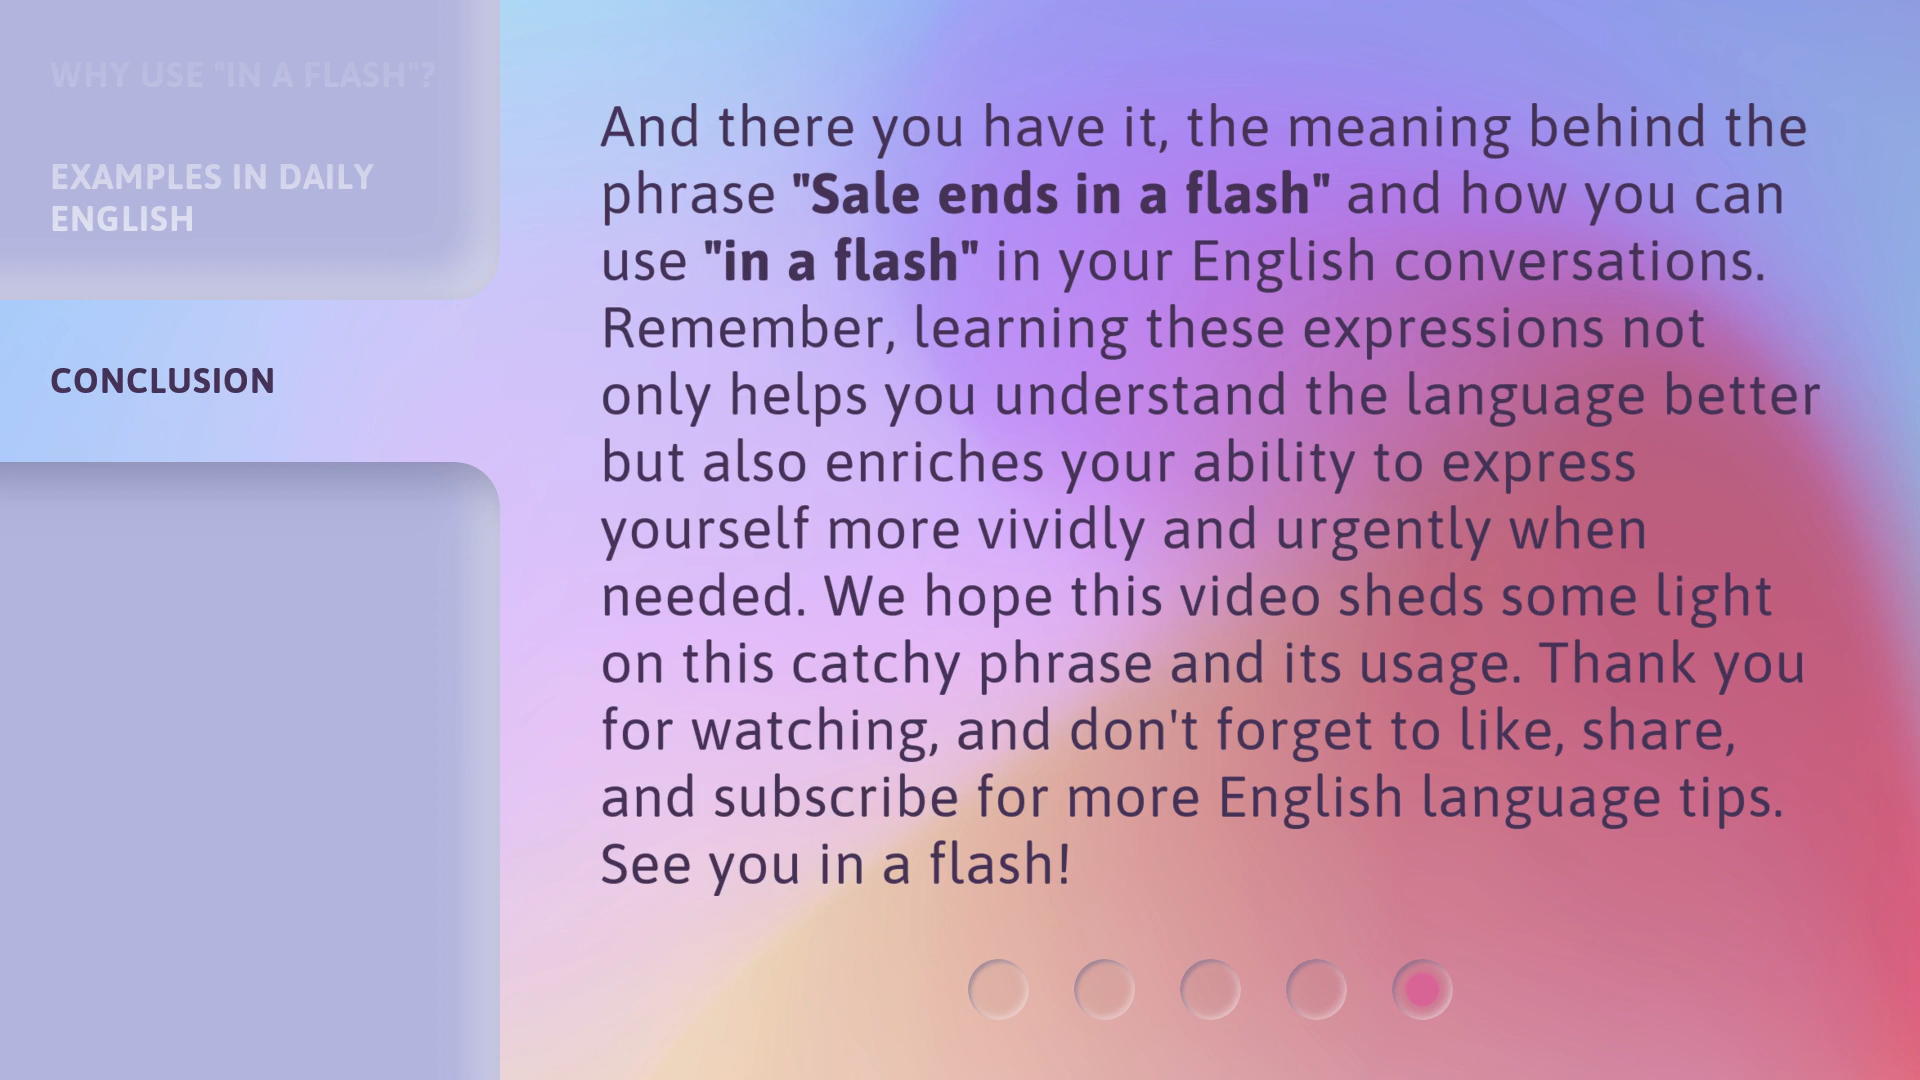 WHY USE "IN A FLASH"?
EXAMPLES IN DAILY
ENGLISH
CONCLUSION
And there you have it, the meaning behind the
phrase "Sale ends in a flash" and how you can
use "in a flash" in your English conversations.
Remember, learning these expressions not
only helps you understand the language better
but also enriches your ability to express
yourself more vividly and urgently when
needed. We hope this video sheds some light
on this catchy phrase and its usage. Thank you
for watching, and don't forget to like, share,
and subscribe for more English language tips.
See you in a flash!